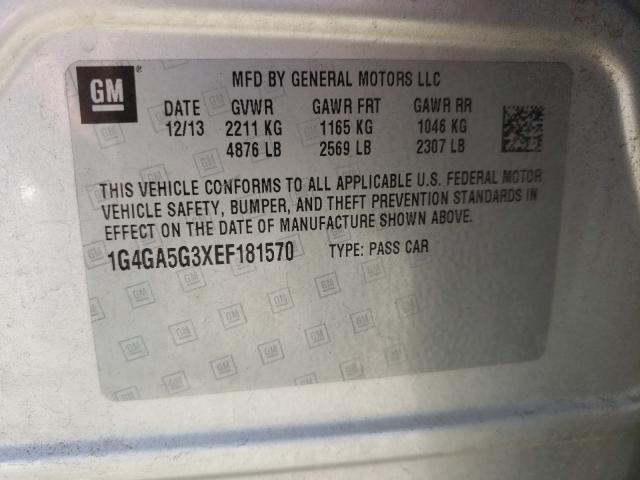 GM
MFD BY GENERAL MOTORS LLC
DATE GVWR GAWR FRT GAWR RR
12/13 2211 KG 1165 KG 1046 KG
4876 LB 2569 LB 2307 LB
THIS VEHICLE CONFORMS TO ALL APPLICABLE U.S. FEDERAL MOTOR
VEHICLE SAFETY, BUMPER, AND THEFT PREVENTION STANDARDS IN
EFFECT ON THE DATE OF MANUFACTURE SHOWN ABOVE.
1G4GA5G3XEF181570 TYPE: PASS CAR